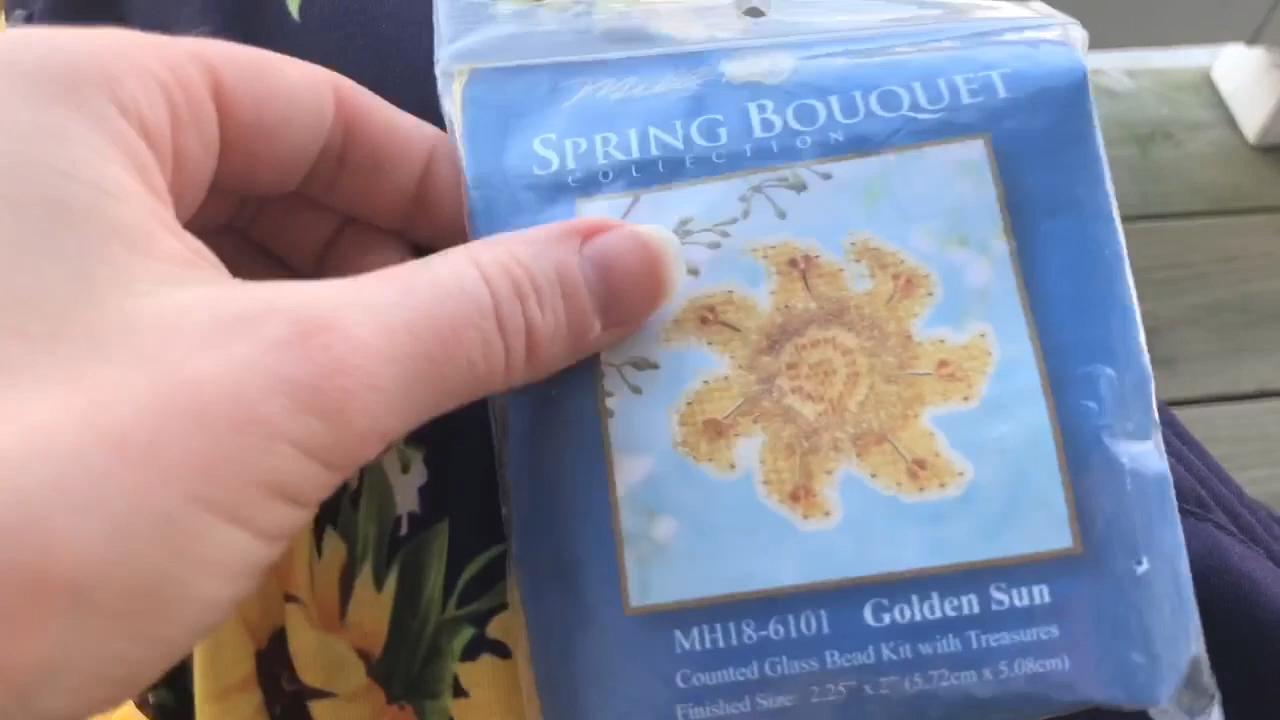 SPRING BOUQUET
COLLECTION
MH18-6101 Golden Sun
Counted Glass Bead Kit with Treasures
Finished Size: 2.25" x 2" (5.72cm x 5.08cm)